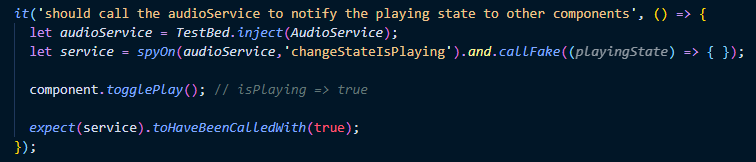 it('should call the audioService to notify the playing state to other components', () => {
let audioService = TestBed.inject(AudioService);
let service = spyOn(audioService,'changeStateIsPlaying').and.callFake((playingState) => { });
component.togglePlay(); // isPlaying => true
expect(service).toHaveBeenCalledWith(true);
});